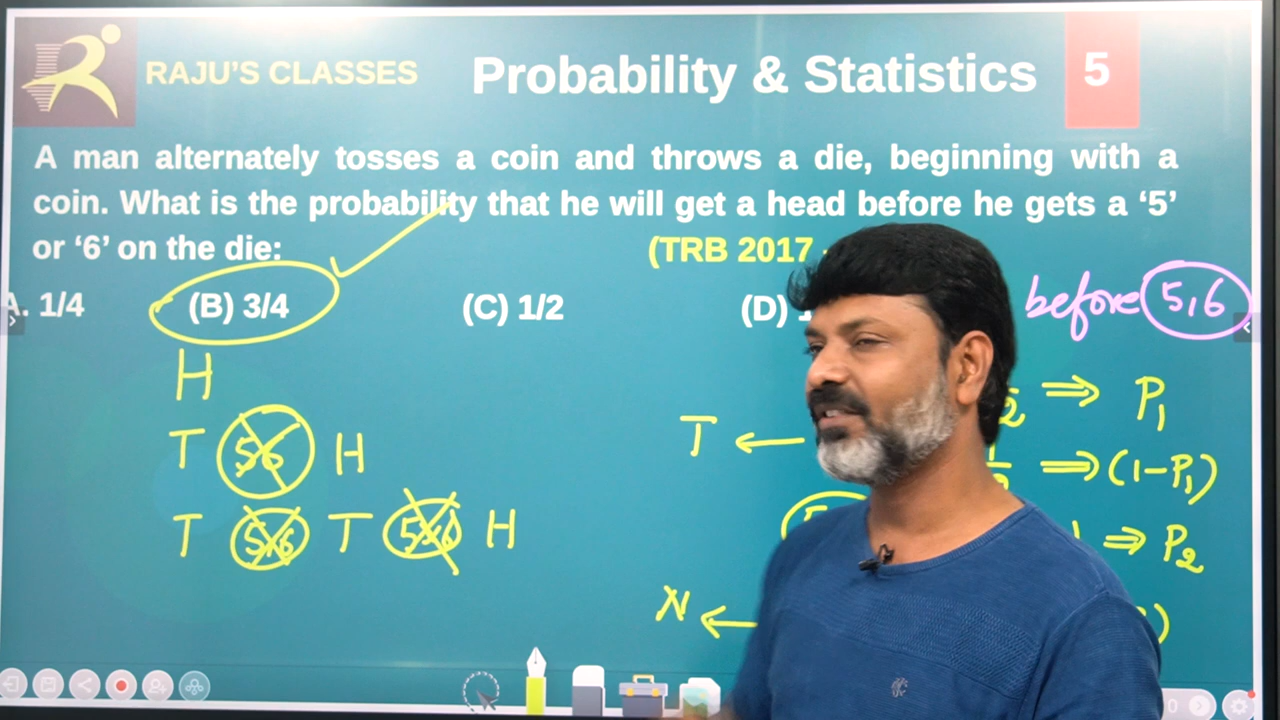 RAJU'S CLASSES
Probability & Statistics
5
A man alternately tosses a coin and throws a die, beginning with a
coin. What is the probability that he will get a head before he gets a ‘5’
or ‘6’ on the die:
(TRB 2017
A. 1/4 (B) 3/4 (C) 1/2 (D)
before 5,6
H
T 5,6 H
T 5,6 T 5,6 H
2 ⇒ P₁
T ←
⇒ (1-P₁)
⇒ P₂
N ←
)